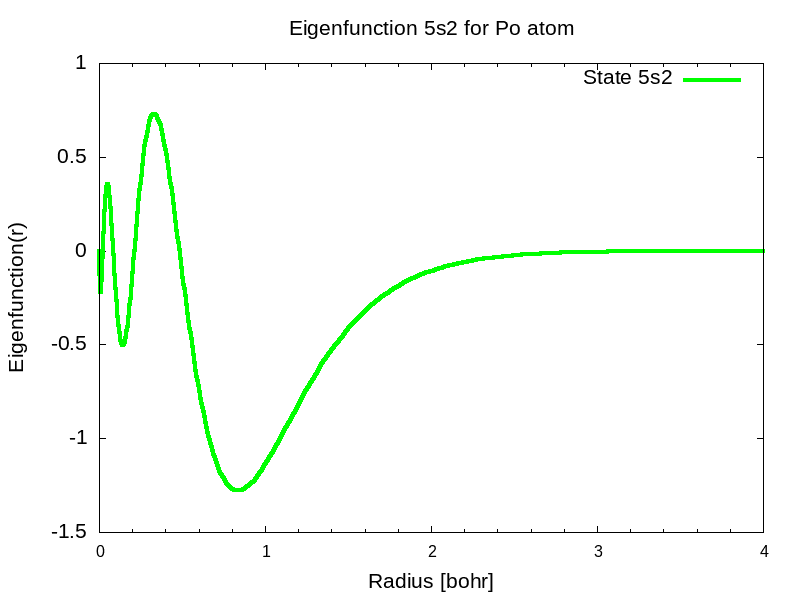 Eigenfunction 5s2 for Po atom
State 5s2
1
0.5
0
-0.5
-1
-1.5
Eigenfunction(r)
0 1 2 3 4
Radius [bohr]